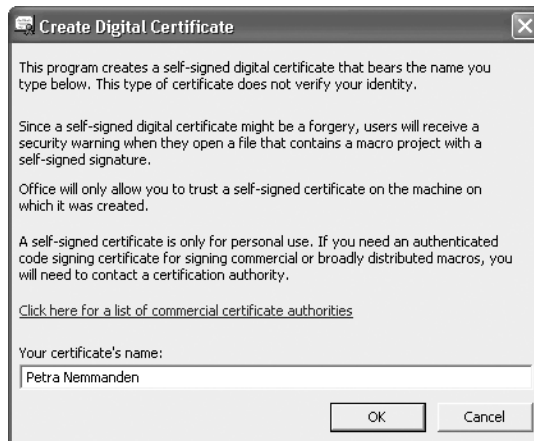 Create Digital Certificate
This program creates a self-signed digital certificate that bears the name you
type below. This type of certificate does not verify your identity.
Since a self-signed digital certificate might be a forgery, users will receive a
security warning when they open a file that contains a macro project with a
self-signed signature.
Office will only allow you to trust a self-signed certificate on the machine on
which it was created.
A self-signed certificate is only for personal use. If you need an authenticated
code signing certificate for signing commercial or broadly distributed macros, you
will need to contact a certification authority.
Click here for a list of commercial certificate authorities
Your certificate's name:
Petra Nemmanden
OK Cancel